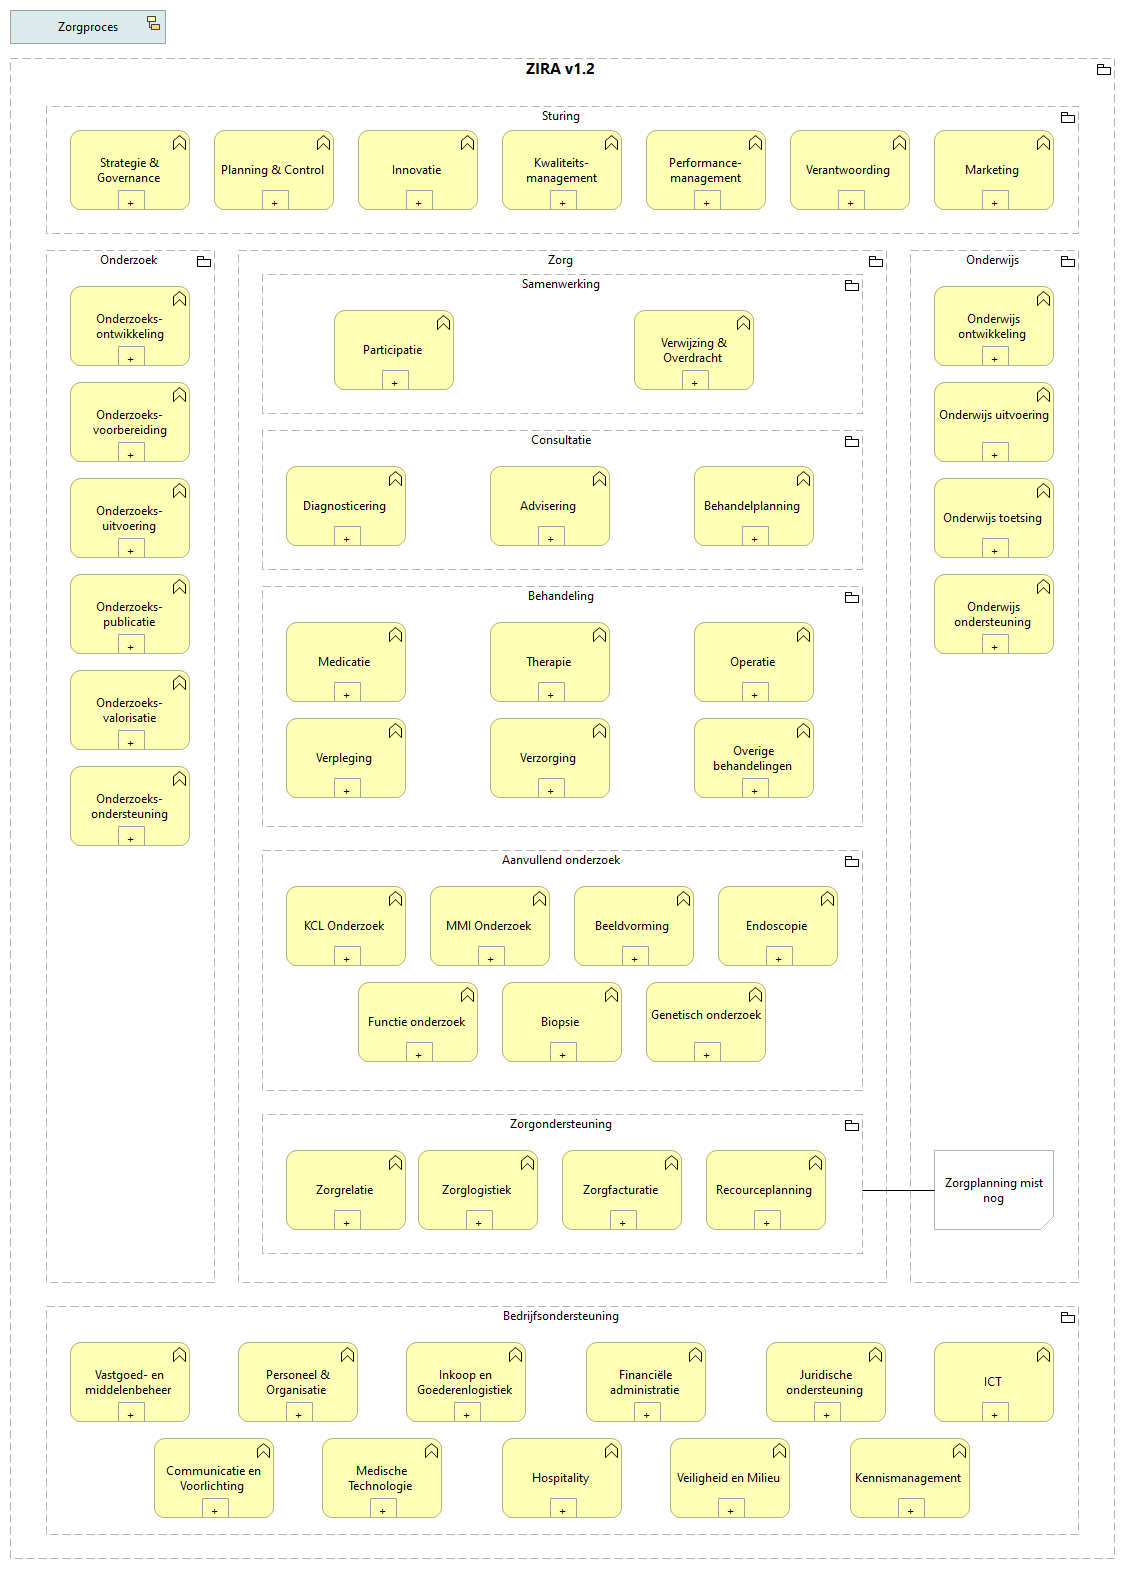 Zorgproces
ZIRA v1.2
Sturing
Strategie &
Governance
+
Planning & Control
+
Innovatie
+
Kwaliteits-
management
+
Performance-
management
+
Verantwoording
+
Marketing
+
Onderzoek
Onderzoeks-
ontwikkeling
+
Onderzoeks-
voorbereiding
+
Onderzoeks-
uitvoering
+
Onderzoeks-
publicatie
+
Onderzoeks-
valorisatie
+
Onderzoeks-
ondersteuning
+
Zorg
Samenwerking
Participatie
+
Verwijzing &
Overdracht
+
Consultatie
Diagnosticering
+
Advisering
+
Behandelplanning
+
Behandeling
Medicatie
+
Therapie
+
Operatie
+
Verpleging
+
Verzorging
+
Overige
behandelingen
+
Aanvullend onderzoek
KCL Onderzoek
+
MMI Onderzoek
+
Beeldvorming
+
Endoscopie
+
Functie onderzoek
+
Biopsie
+
Genetisch onderzoek
+
Zorgondersteuning
Zorgrelatie
+
Zorglogistiek
+
Zorgfacturatie
+
Recourceplanning
+
Onderwijs
Onderwijs
ontwikkeling
+
Onderwijs uitvoering
+
Onderwijs toetsing
+
Onderwijs
ondersteuning
+
Zorgplanning mist
nog
Bedrijfsondersteuning
Vastgoed- en
middelenbeheer
+
Personeel &
Organisatie
+
Inkoop en
Goederenlogistiek
+
Financiële
administratie
+
Juridische
ondersteuning
+
ICT
+
Communicatie en
Voorlichting
+
Medische
Technologie
+
Hospitality
+
Veiligheid en Milieu
+
Kennismanagement
+